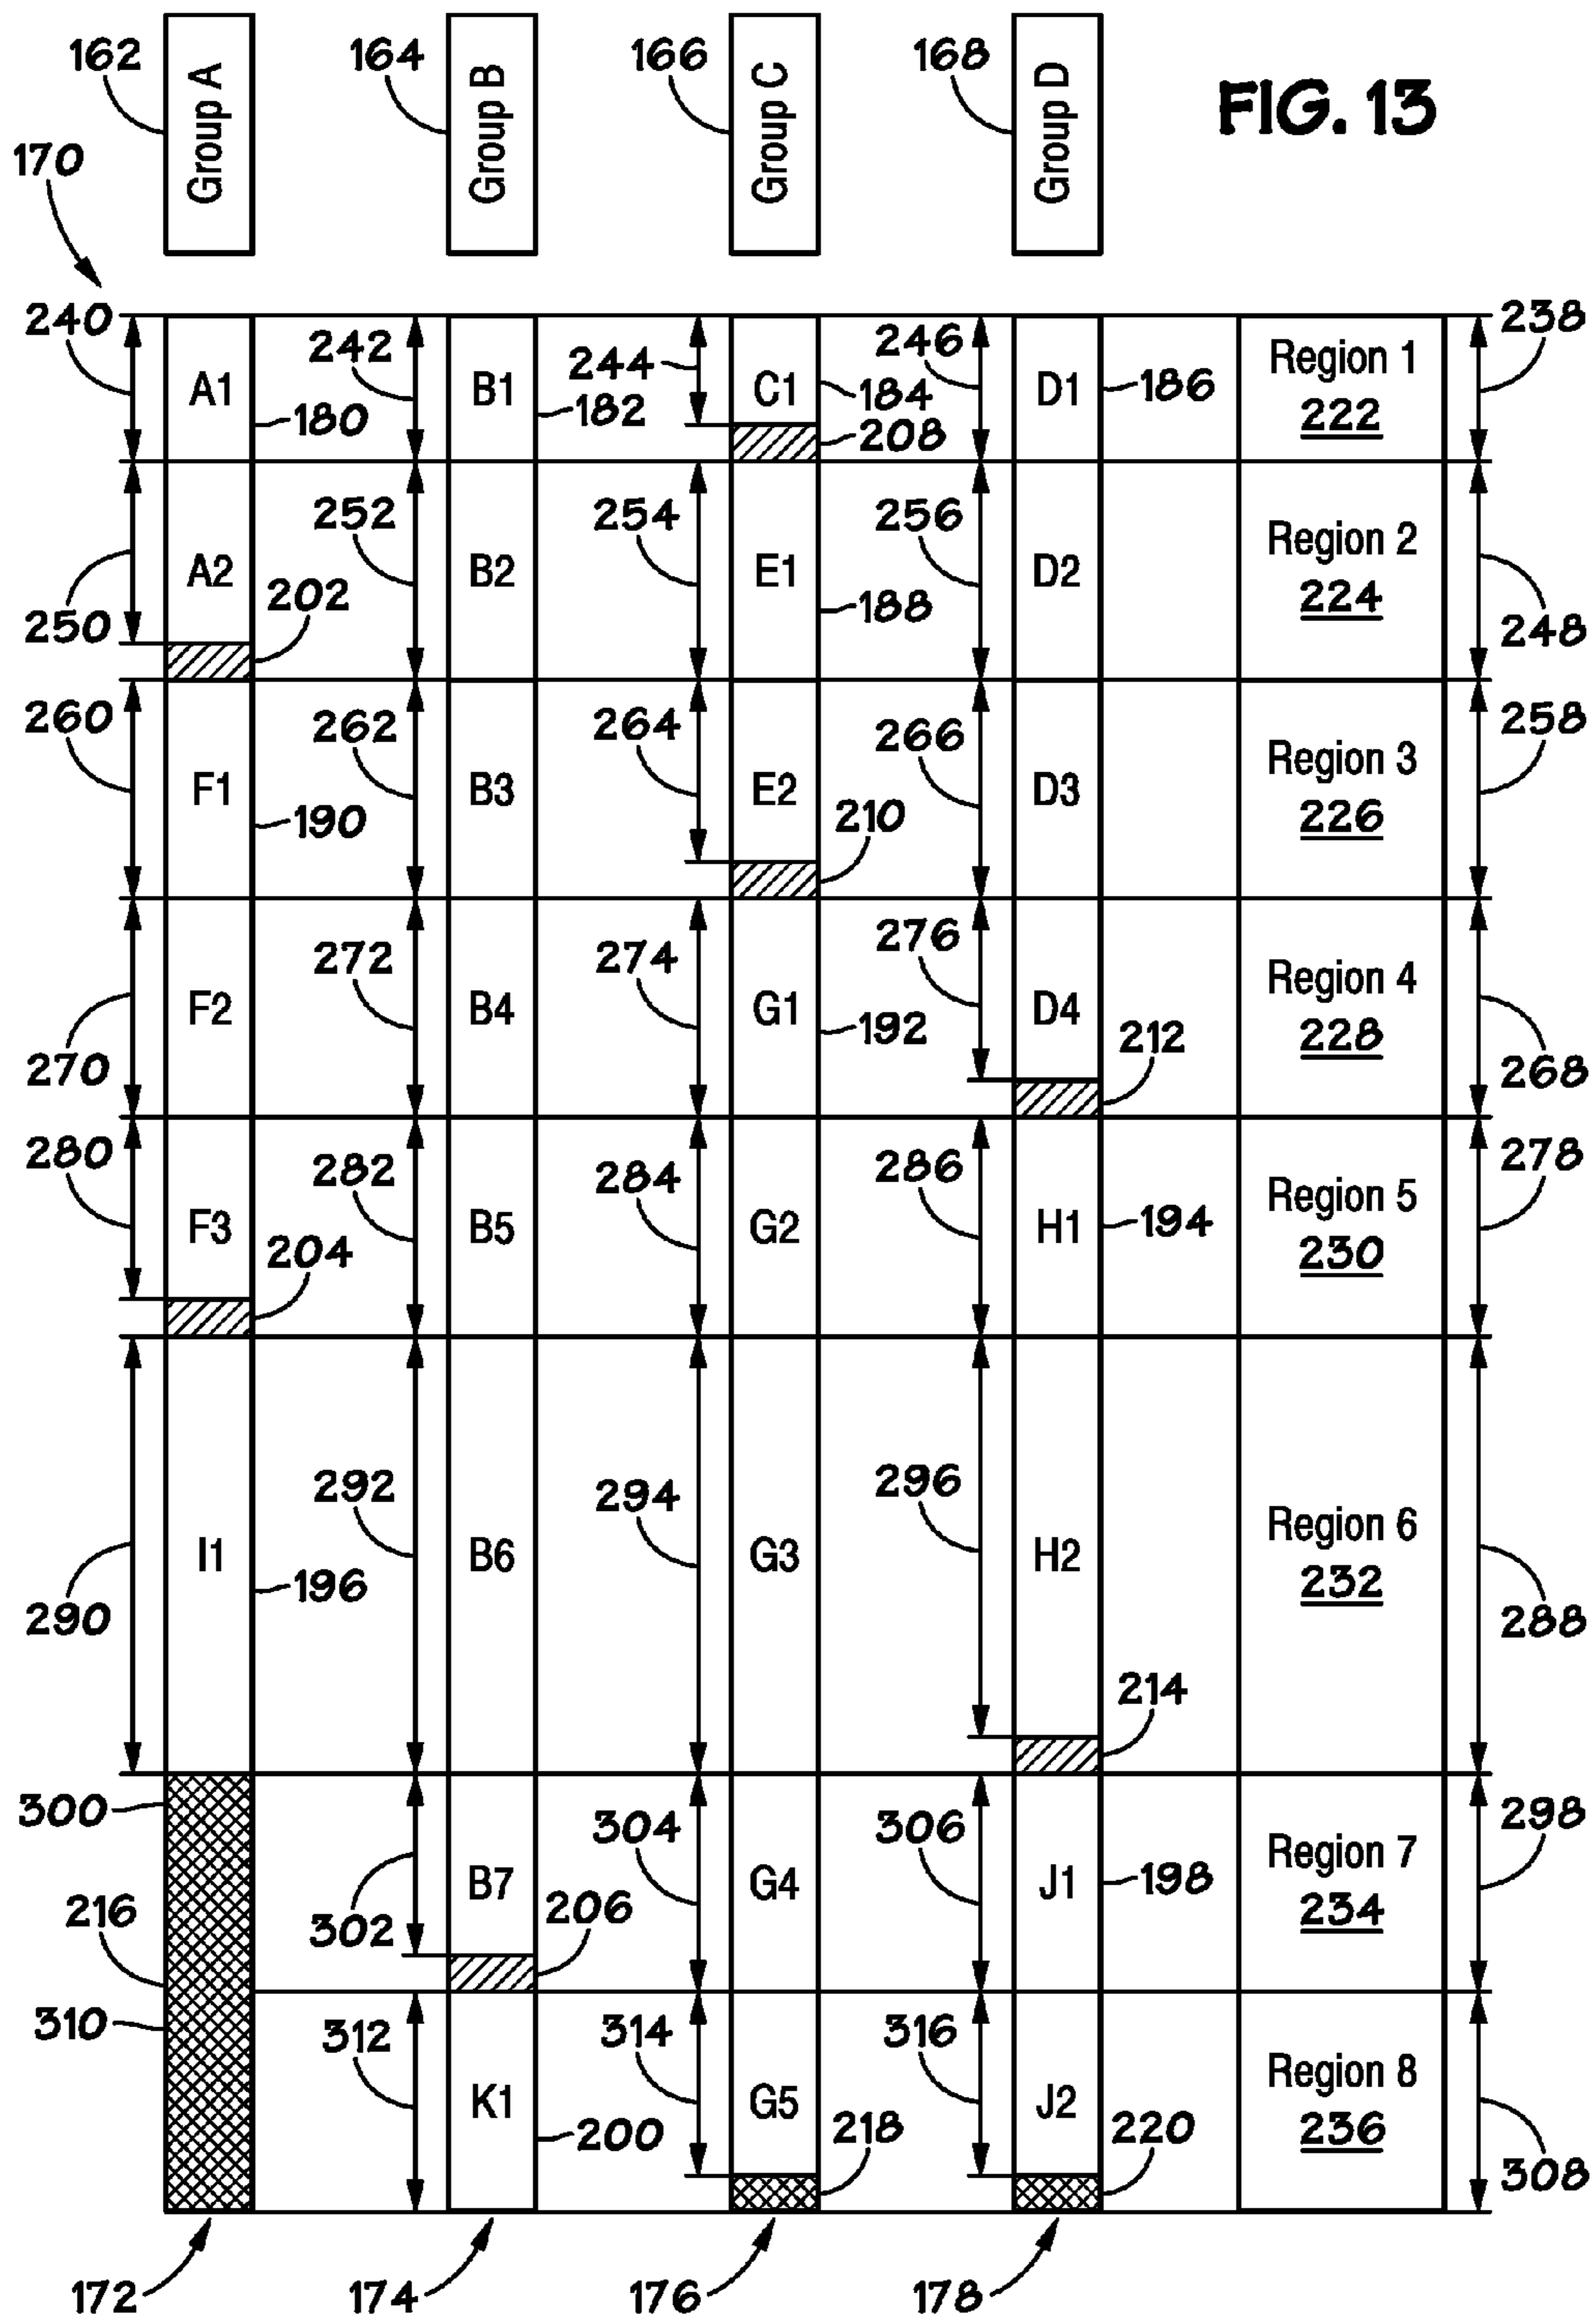 FIG. 13
162 Group A 164 Group B 166 Group C 168 Group D
170
240 242 244 246 238
A1 180 B1 182 C1 184 208 D1 186 Region 1 222
250 252 254 256 248
A2 202 B2 E1 188 D2 Region 2 224
260 262 264 266 258
F1 190 B3 E2 210 D3 Region 3 226
270 272 274 276 268
F2 B4 G1 192 D4 212 Region 4 228
280 282 284 286 278
F3 204 B5 G2 H1 194 Region 5 230
290 292 294 296 288
I1 196 B6 G3 H2 214 Region 6 232
300 302 304 306 298
216 B7 206 G4 J1 198 Region 7 234
310 312 314 316 308
K1 200 G5 218 J2 220 Region 8 236
172 174 176 178